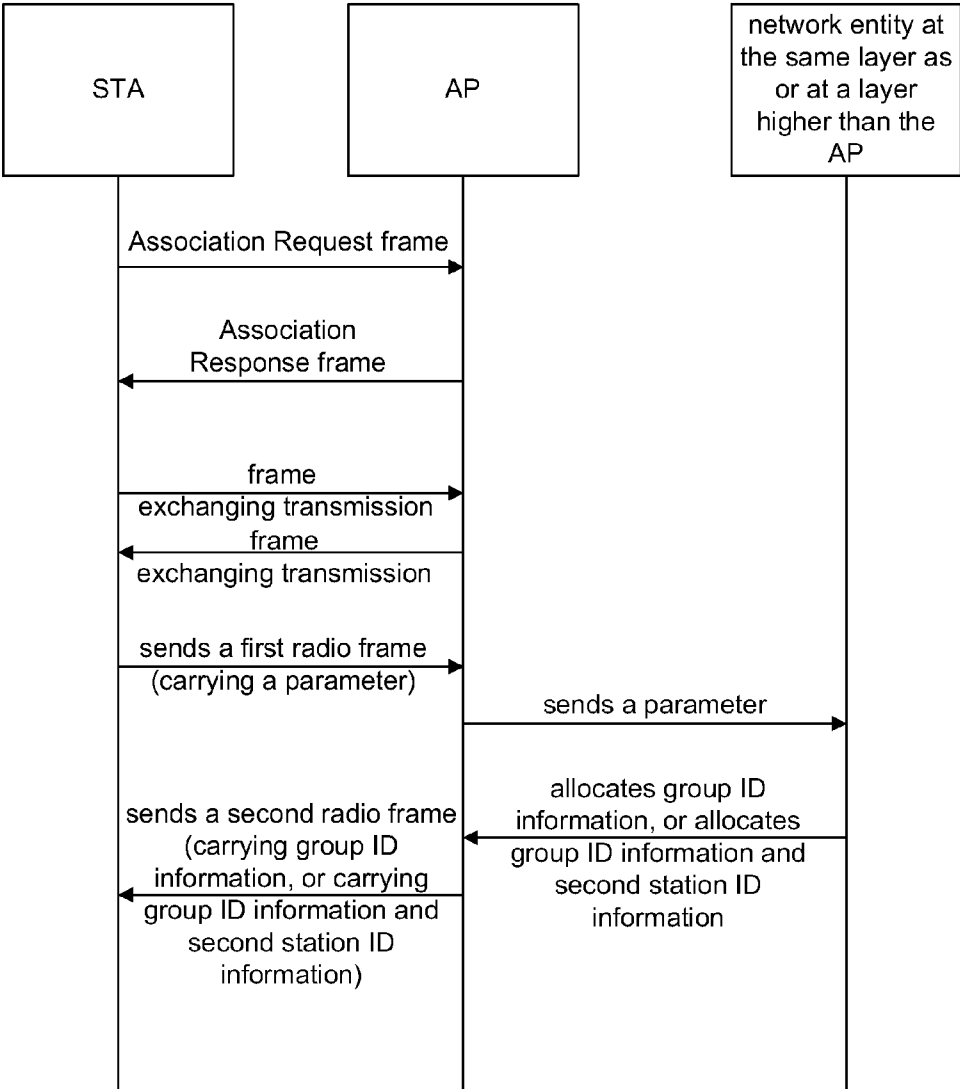 STA
AP
network entity at
the same layer as
or at a layer
higher than the
AP
Association Request frame
Association
Response frame
frame
exchanging transmission
frame
exchanging transmission
sends a first radio frame
(carrying a parameter)
sends a parameter
allocates group ID
information, or allocates
group ID information and
second station ID
information
sends a second radio frame
(carrying group ID
information, or carrying
group ID information and
second station ID
information)